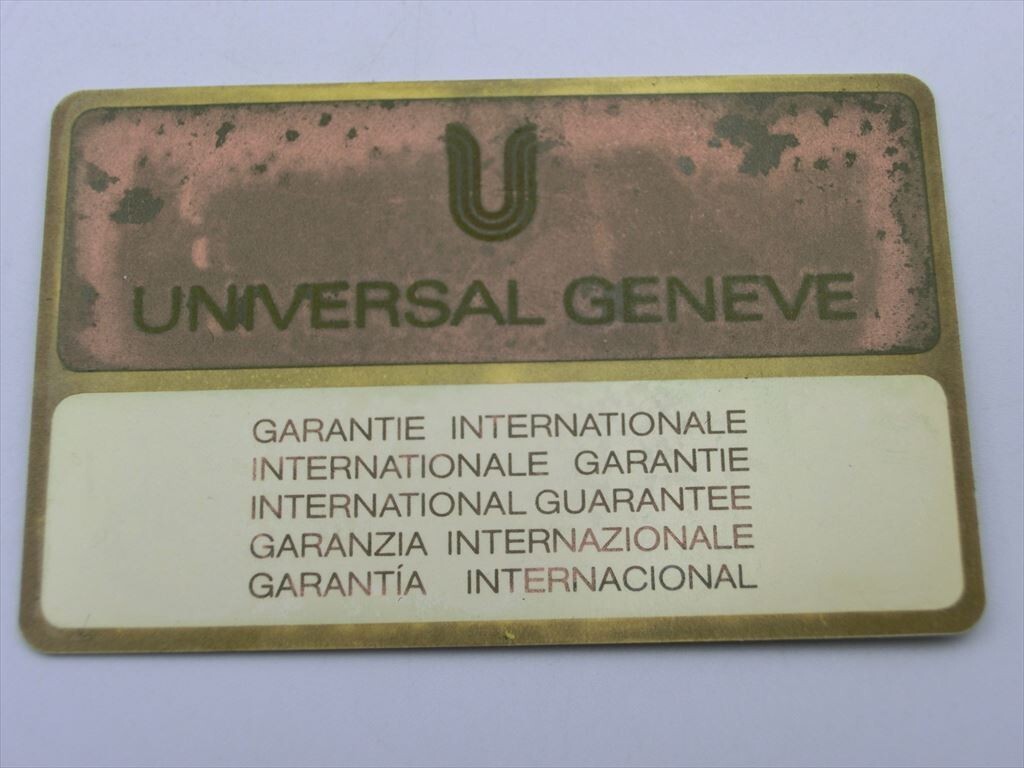 U
UNIVERSAL GENEVE
GARANTIE INTERNATIONALE
INTERNATIONALE GARANTIE
INTERNATIONAL GUARANTEE
GARANZIA INTERNAZIONALE
GARANTÍA INTERNACIONAL